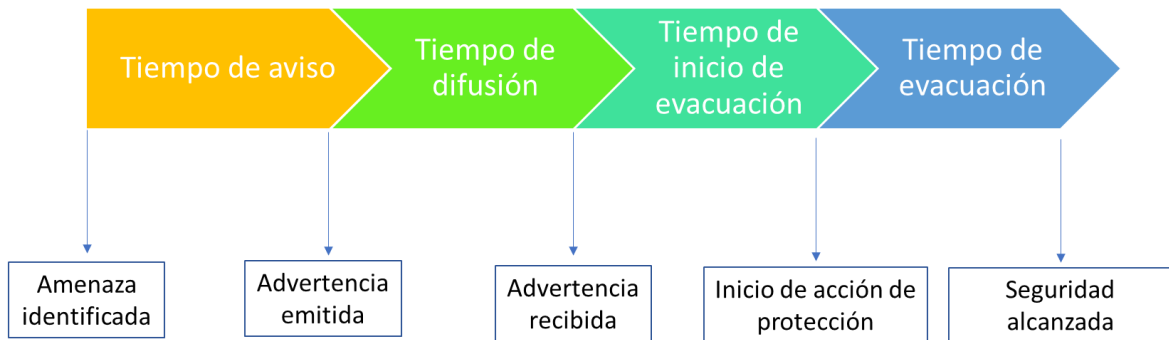 Tiempo de aviso
Tiempo de
difusión
Tiempo de
inicio de
evacuación
Tiempo de
evacuación
Amenaza
identificada
Advertencia
emitida
Advertencia
recibida
Inicio de acción de
protección
Seguridad
alcanzada